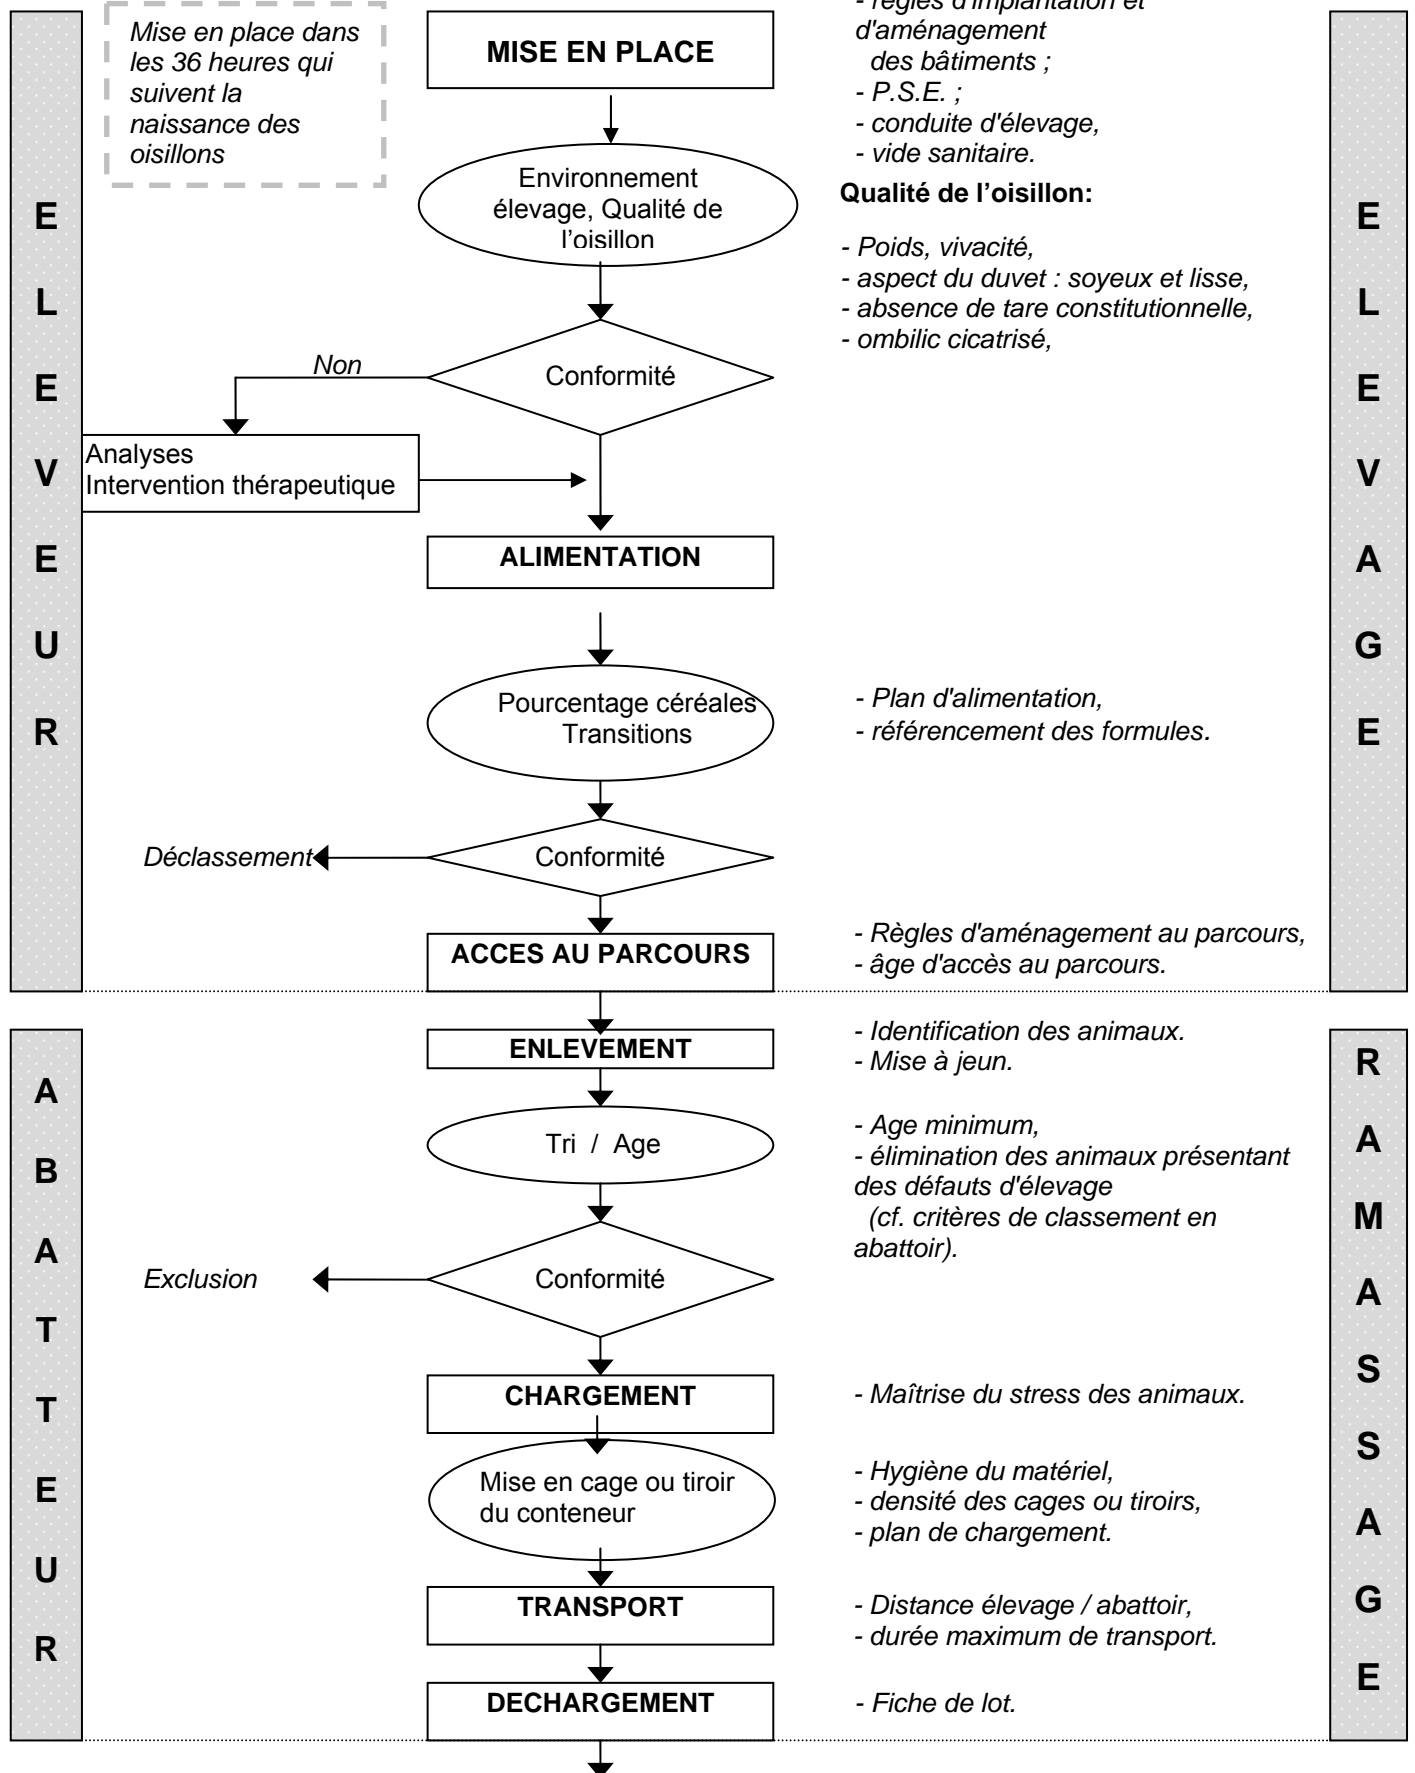 - règles d'implantation et
d'aménagement
des bâtiments ;
- P.S.E. ;
- conduite d'élevage,
- vide sanitaire.
Mise en place dans
les 36 heures qui
suivent la
naissance des
oisillons
MISE EN PLACE
Environnement
élevage, Qualité de
l'oisillon
Qualité de l’oisillon:
- Poids, vivacité,
- aspect du duvet : soyeux et lisse,
- absence de tare constitutionnelle,
- ombilic cicatrisé,
Non
Conformité
Analyses
Intervention thérapeutique
ALIMENTATION
Pourcentage céréales
Transitions
- Plan d'alimentation,
- référencement des formules.
Déclassement
Conformité
ACCES AU PARCOURS
- Règles d'aménagement au parcours,
- âge d'accès au parcours.
E
L
E
V
E
U
R
E
L
E
V
A
G
E
ENLEVEMENT
- Identification des animaux.
- Mise à jeun.
Tri / Age
- Age minimum,
- élimination des animaux présentant
des défauts d'élevage
(cf. critères de classement en
abattoir).
Exclusion
Conformité
CHARGEMENT
- Maîtrise du stress des animaux.
Mise en cage ou tiroir
du conteneur
- Hygiène du matériel,
- densité des cages ou tiroirs,
- plan de chargement.
TRANSPORT
- Distance élevage / abattoir,
- durée maximum de transport.
DECHARGEMENT
- Fiche de lot.
A
B
A
T
T
E
U
R
R
A
M
A
S
S
A
G
E